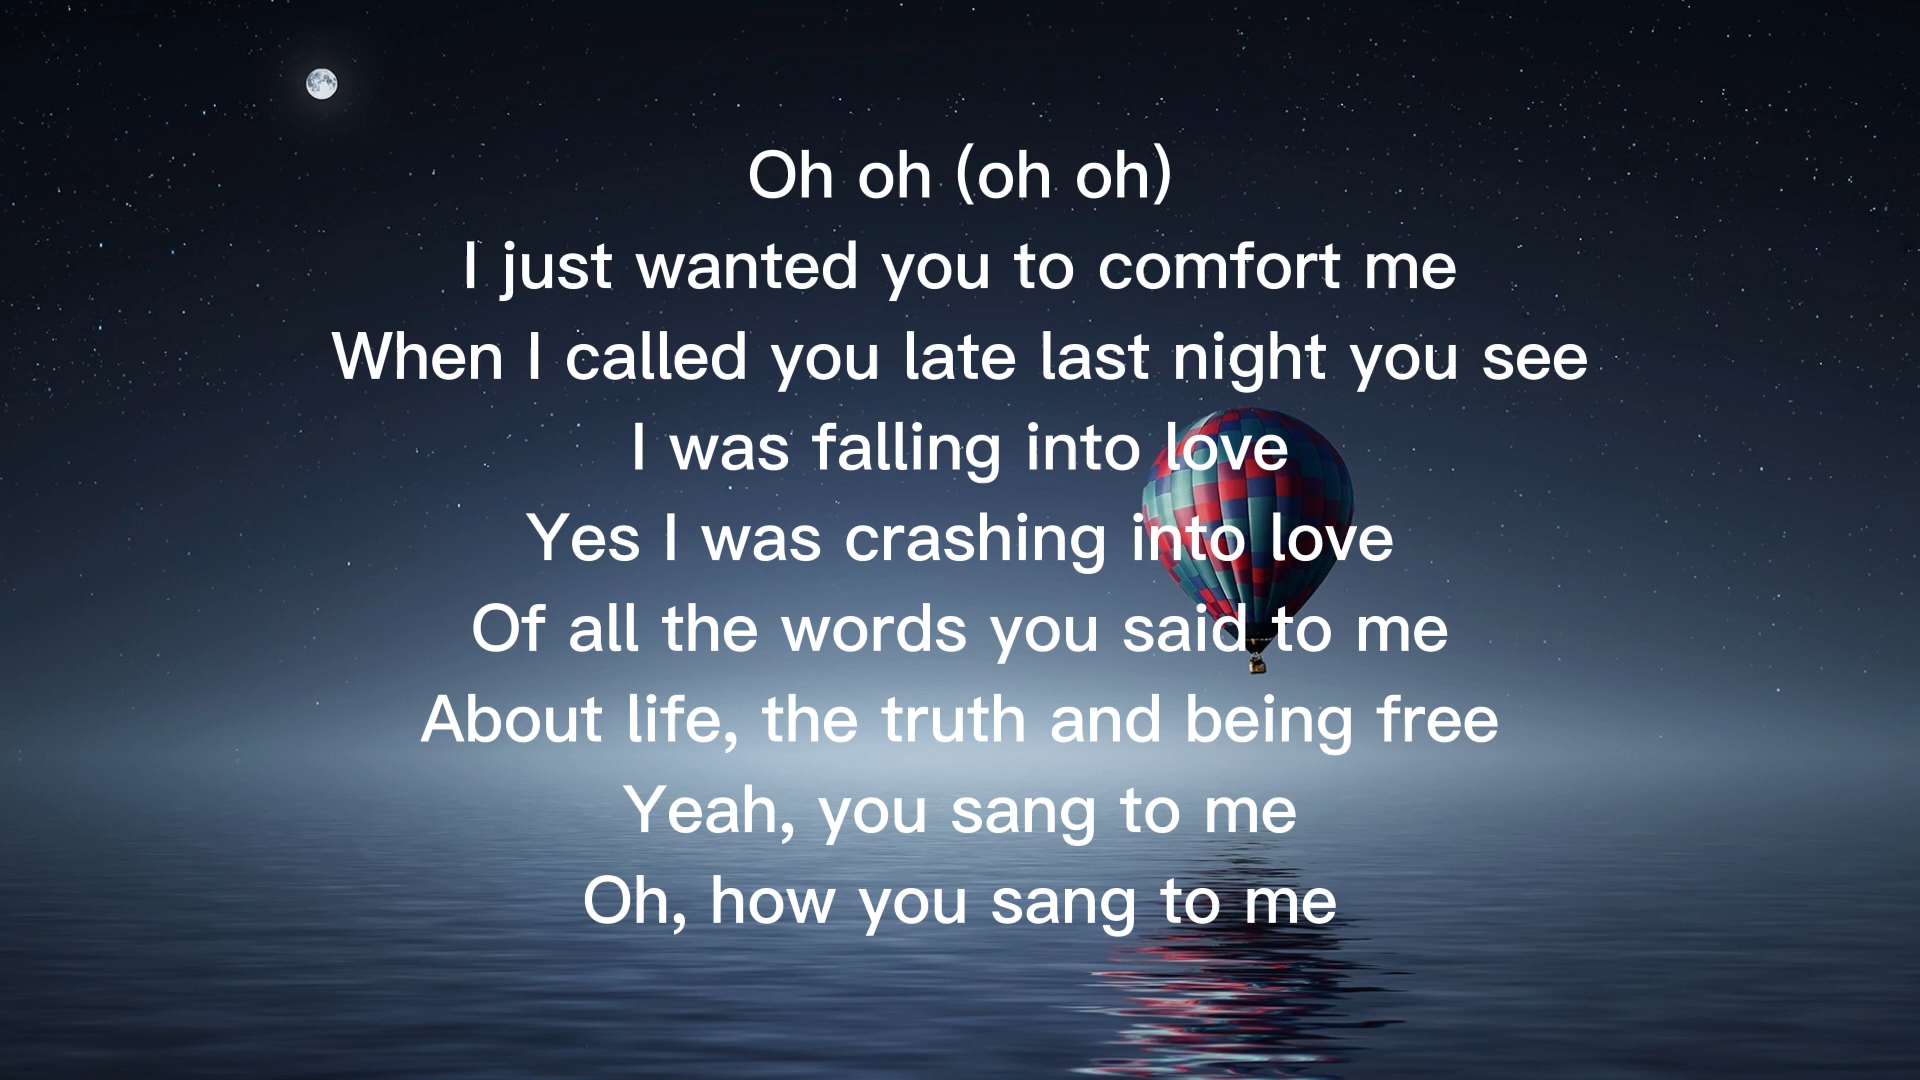 Oh oh (oh oh)
I just wanted you to comfort me
When I called you late last night you see
I was falling into love
Yes I was crashing into love
Of all the words you said to me
About life, the truth and being free
Yeah, you sang to me
Oh, how you sang to me